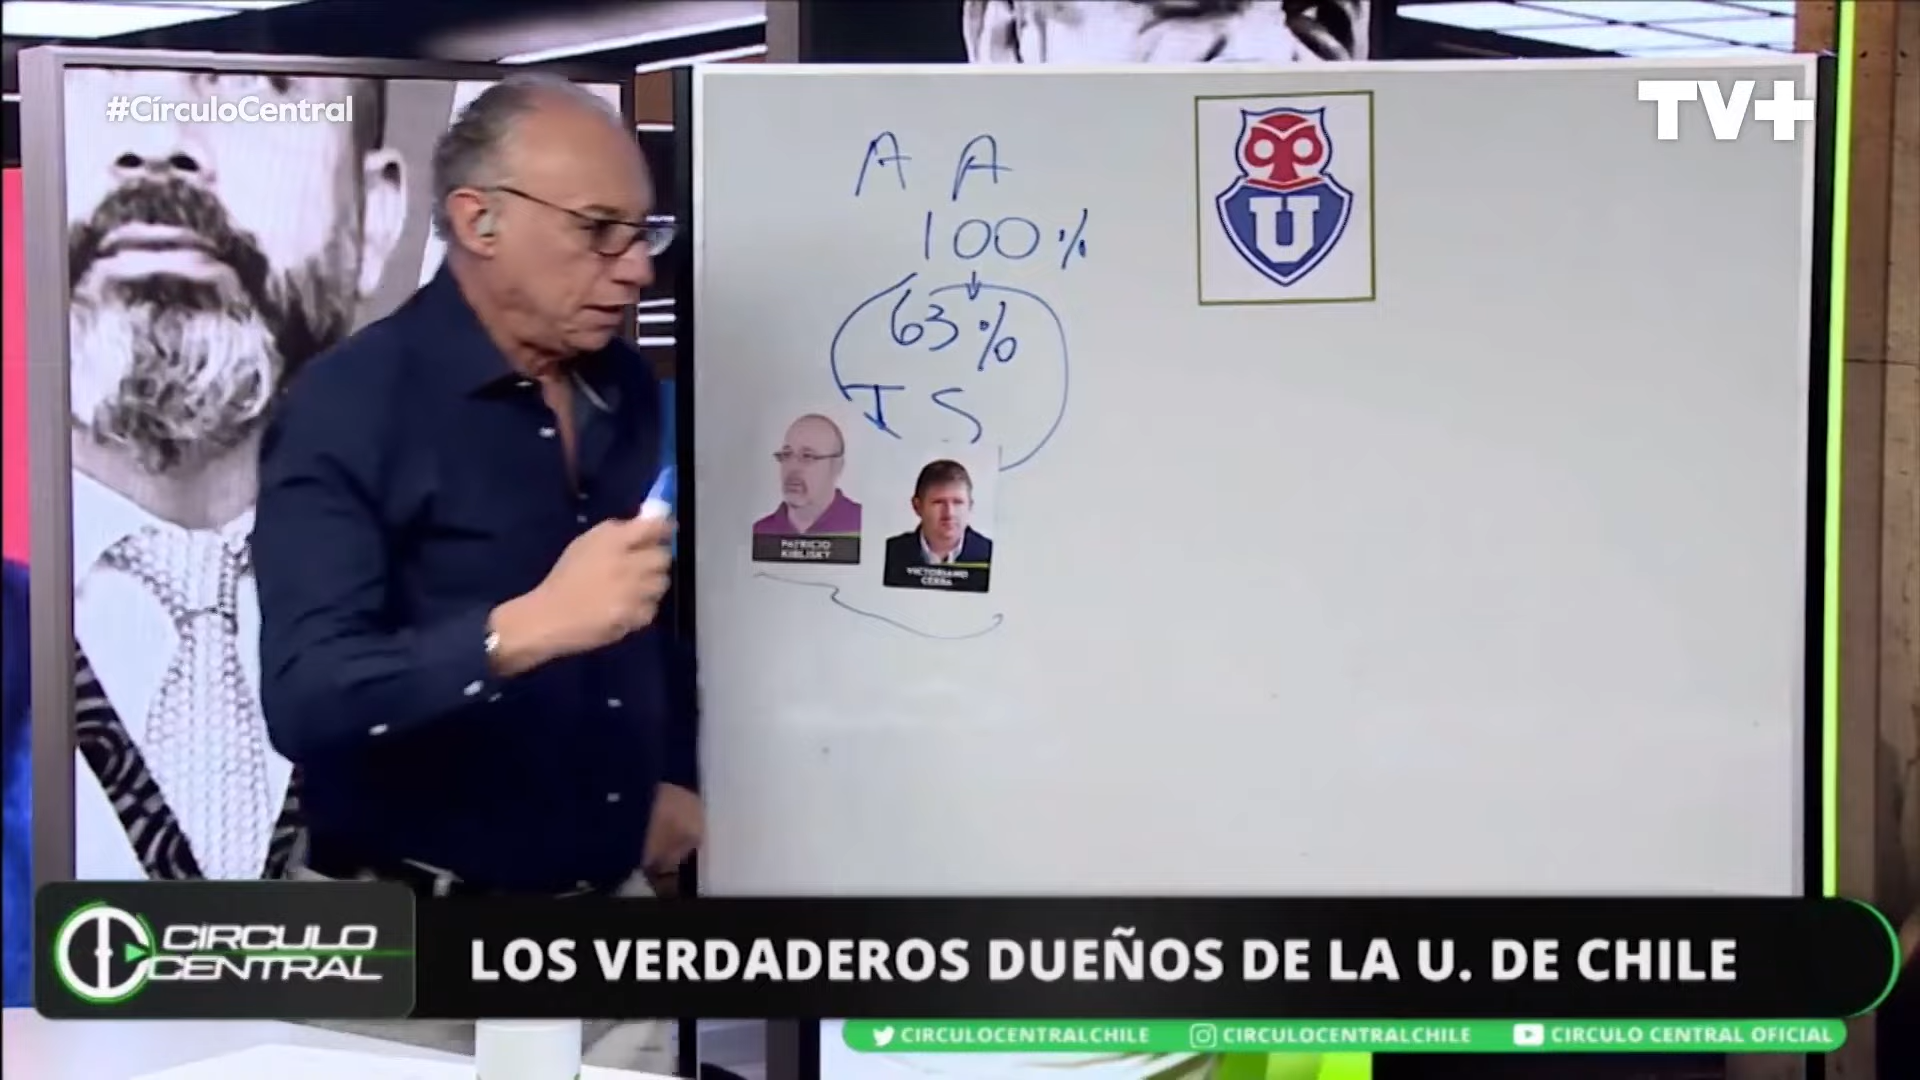 #CírculoCentral
TV+
A A
100%
63%
I S
U
PATRICIO
KIBLISKY
VICTORIANO
CERDA
CÍRCULO
CENTRAL
LOS VERDADEROS DUEÑOS DE LA U. DE CHILE
CIRCULOCENTRALCHILE
CIRCULOCENTRALCHILE
CIRCULO CENTRAL OFICIAL